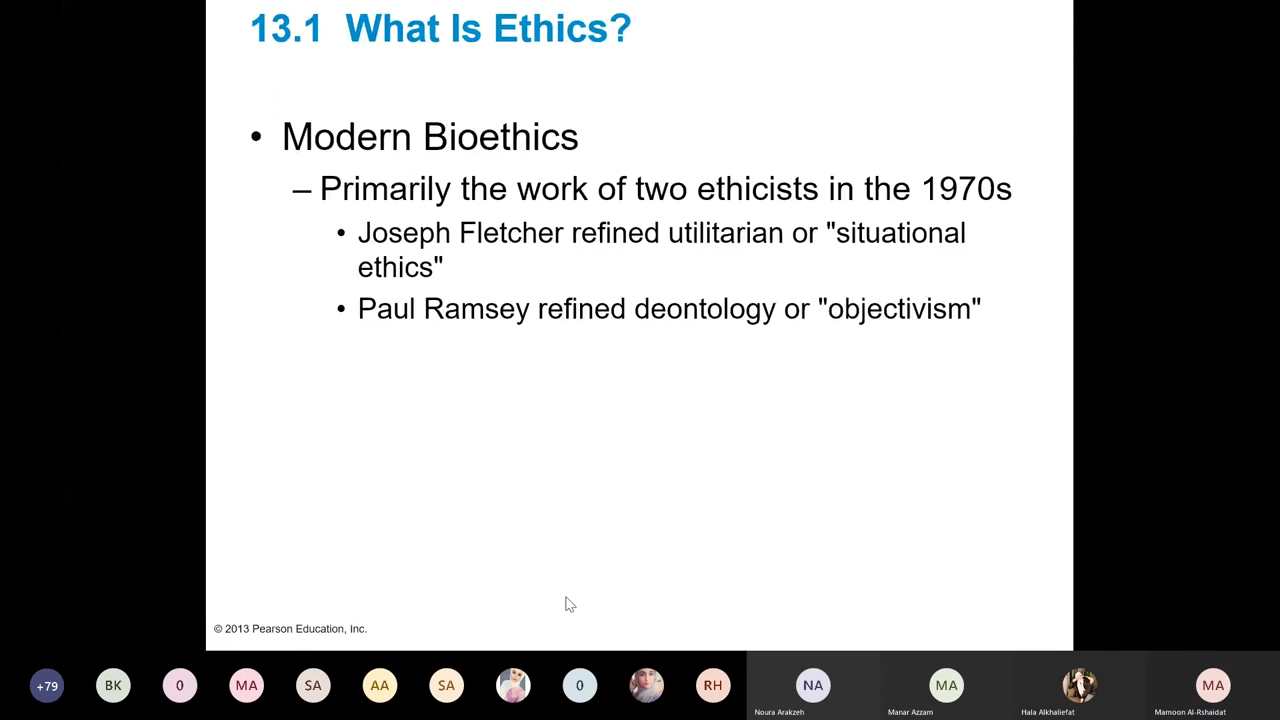 13.1 What Is Ethics?
• Modern Bioethics
– Primarily the work of two ethicists in the 1970s
• Joseph Fletcher refined utilitarian or "situational
ethics"
• Paul Ramsey refined deontology or "objectivism"
© 2013 Pearson Education, Inc.
+79 BK 0 MA SA AA SA 0 RH NA MA MA
Noura Arakzeh Manar Azzam Hala Alkhaliefat Mamoon Al-Rshaidat